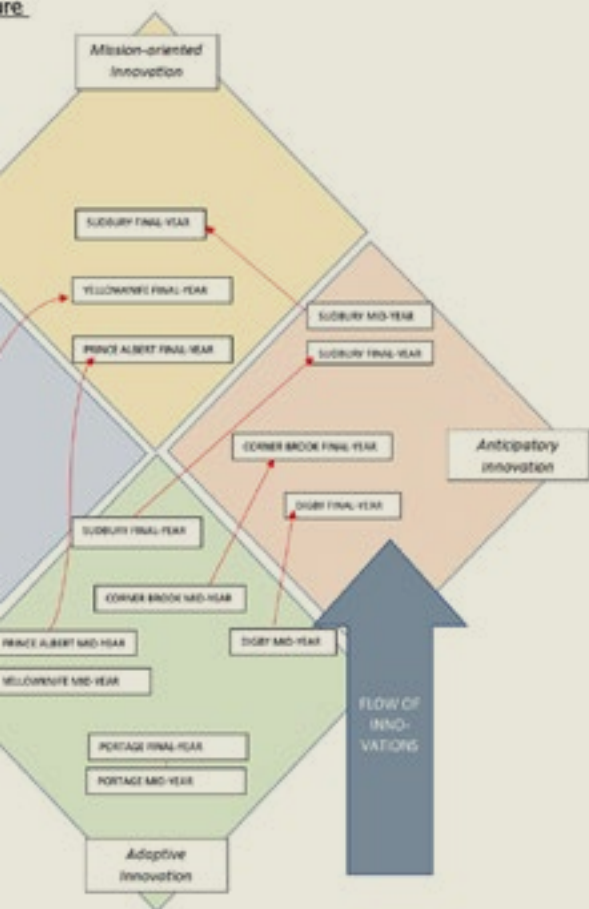 ure
Mission-oriented
Innovation
SUDBURY FINAL-YEAR
YELLOWKNIFE FINAL-YEAR
SUDBURY MID-YEAR
PRINCE ALBERT FINAL-YEAR
SUDBURY FINAL-YEAR
CORNER BROOK FINAL-YEAR
Anticipatory
Innovation
DIGBY FINAL-YEAR
SUDBURY FINAL-YEAR
CORNER BROOK MID-YEAR
PRINCE ALBERT MID-YEAR
DIGBY MID-YEAR
YELLOWKNIFE MID-YEAR
FLOW OF
INNO-
VATIONS
PORTAGE FINAL-YEAR
PORTAGE MID-YEAR
Adaptive
Innovation